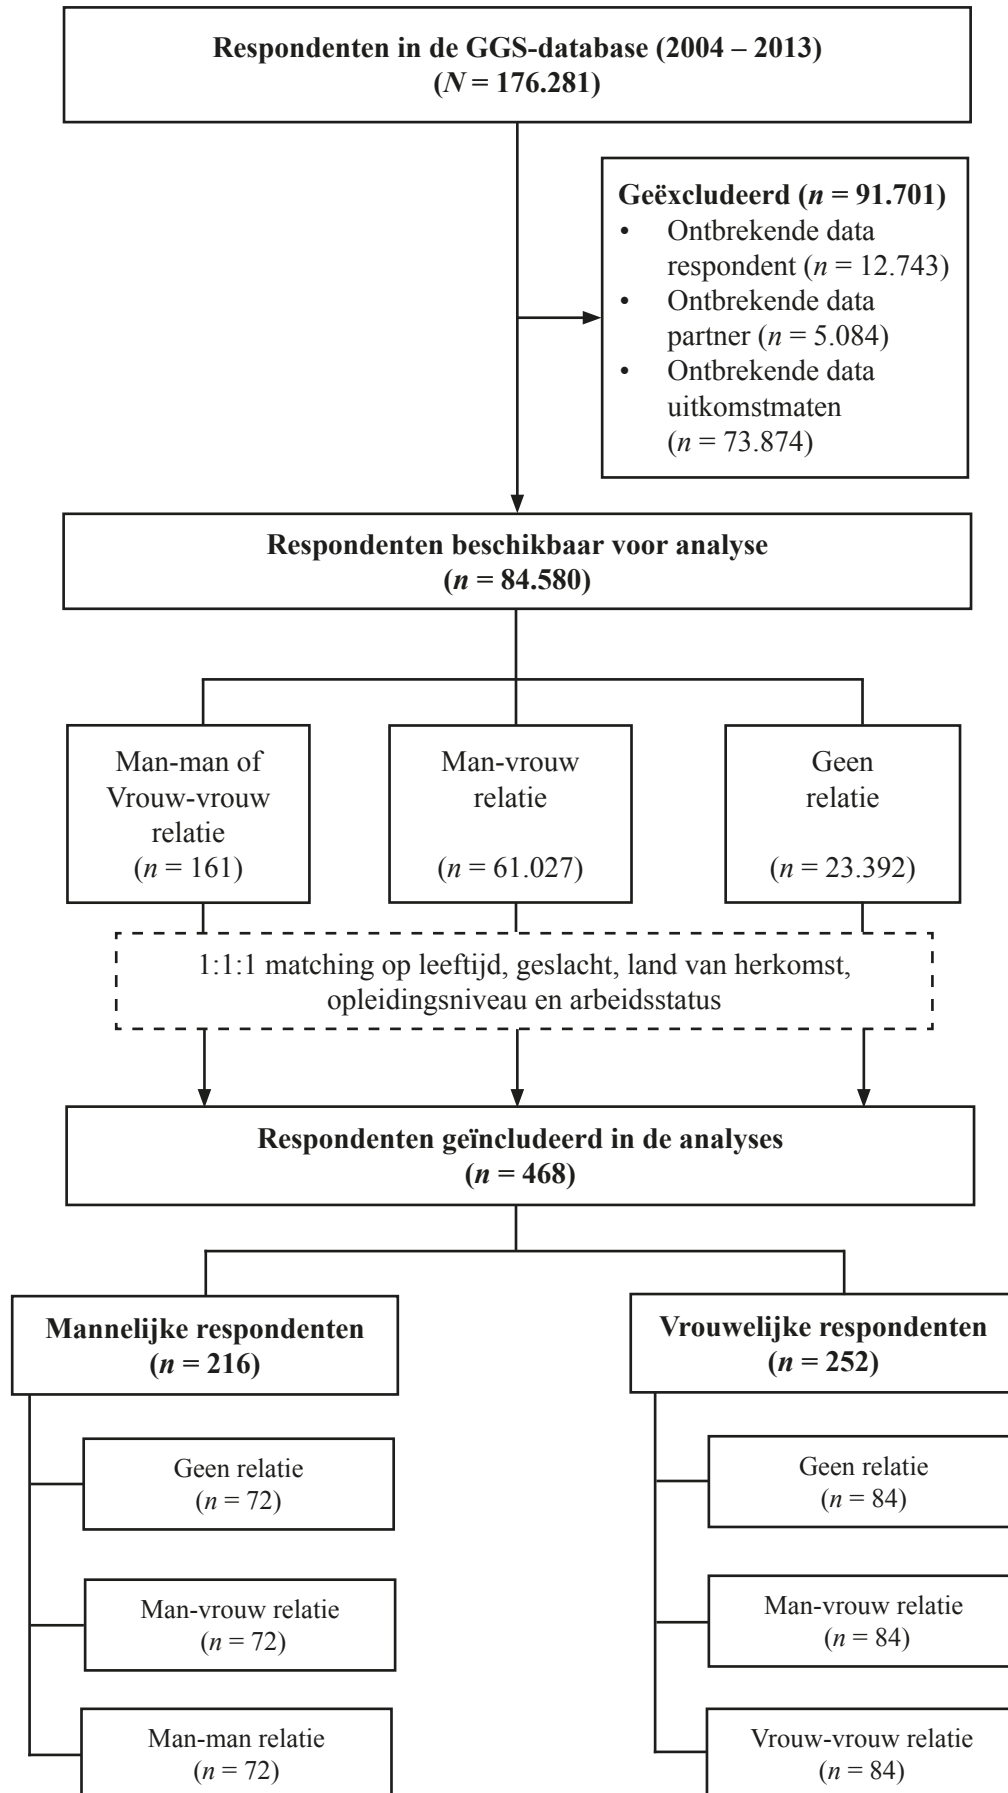 Respondenten in de GGS-database (2004 – 2013)
(N = 176.281)
Geëxcludeerd (n = 91.701)
• Ontbrekende data
respondent (n = 12.743)
• Ontbrekende data
partner (n = 5.084)
• Ontbrekende data
uitkomstmaten
(n = 73.874)
Respondenten beschikbaar voor analyse
(n = 84.580)
Man-man of
Vrouw-vrouw
relatie
(n = 161)
Man-vrouw
relatie
(n = 61.027)
Geen
relatie
(n = 23.392)
1:1:1 matching op leeftijd, geslacht, land van herkomst,
opleidingsniveau en arbeidsstatus
Respondenten geïncludeerd in de analyses
(n = 468)
Mannelijke respondenten
(n = 216)
Geen relatie
(n = 72)
Man-vrouw relatie
(n = 72)
Man-man relatie
(n = 72)
Vrouwelijke respondenten
(n = 252)
Geen relatie
(n = 84)
Man-vrouw relatie
(n = 84)
Vrouw-vrouw relatie
(n = 84)